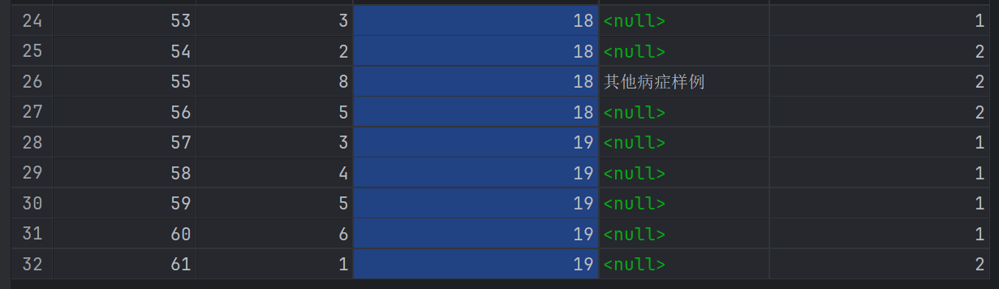 24 53 3 18 <null> 1
25 54 2 18 <null> 2
26 55 8 18 其他病症样例 2
27 56 5 18 <null> 2
28 57 3 19 <null> 1
29 58 4 19 <null> 1
30 59 5 19 <null> 1
31 60 6 19 <null> 1
32 61 1 19 <null> 2